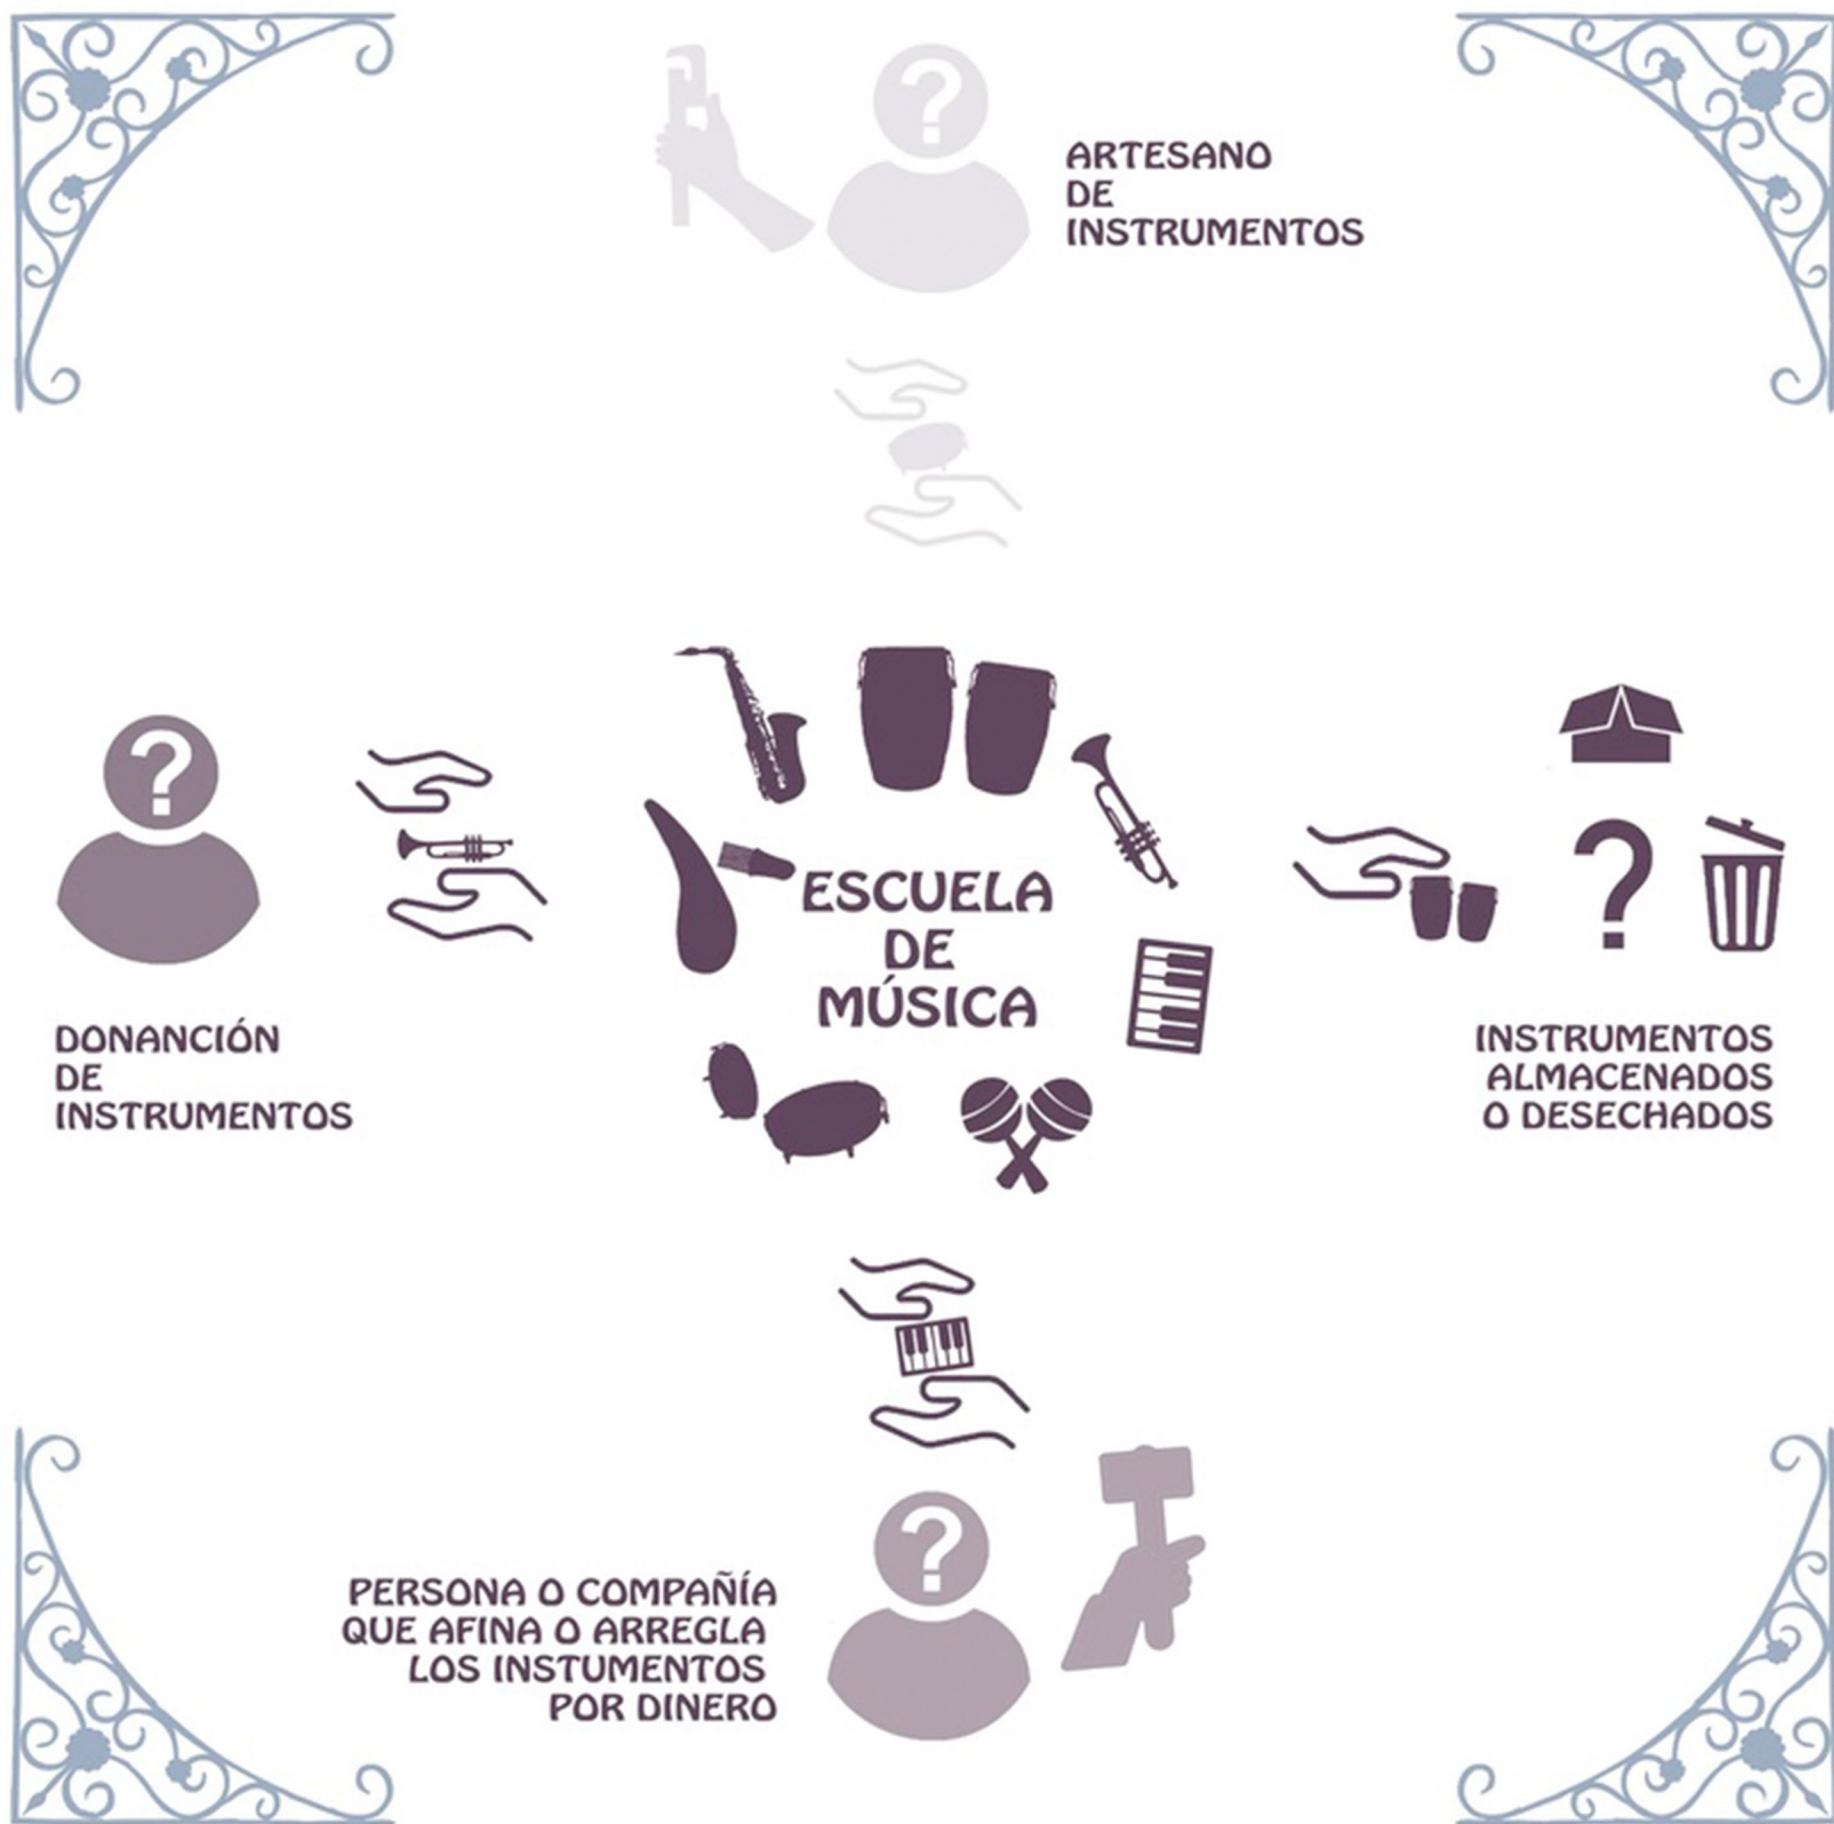 ARTESANO
DE
INSTRUMENTOS
ESCUELA
DE
MÚSICA
DONANCIÓN
DE
INSTRUMENTOS
INSTRUMENTOS
ALMACENADOS
O DESECHADOS
PERSONA O COMPAÑÍA
QUE AFINA O ARREGLA
LOS INSTUMENTOS
POR DINERO